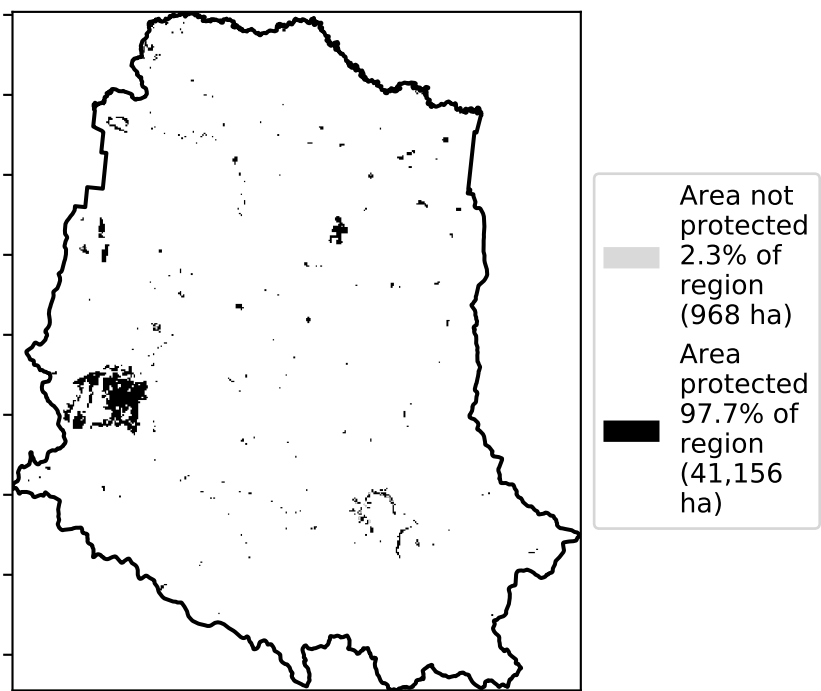 Area not
protected
2.3% of
region
(968 ha)
Area
protected
97.7% of
region
(41,156
ha)